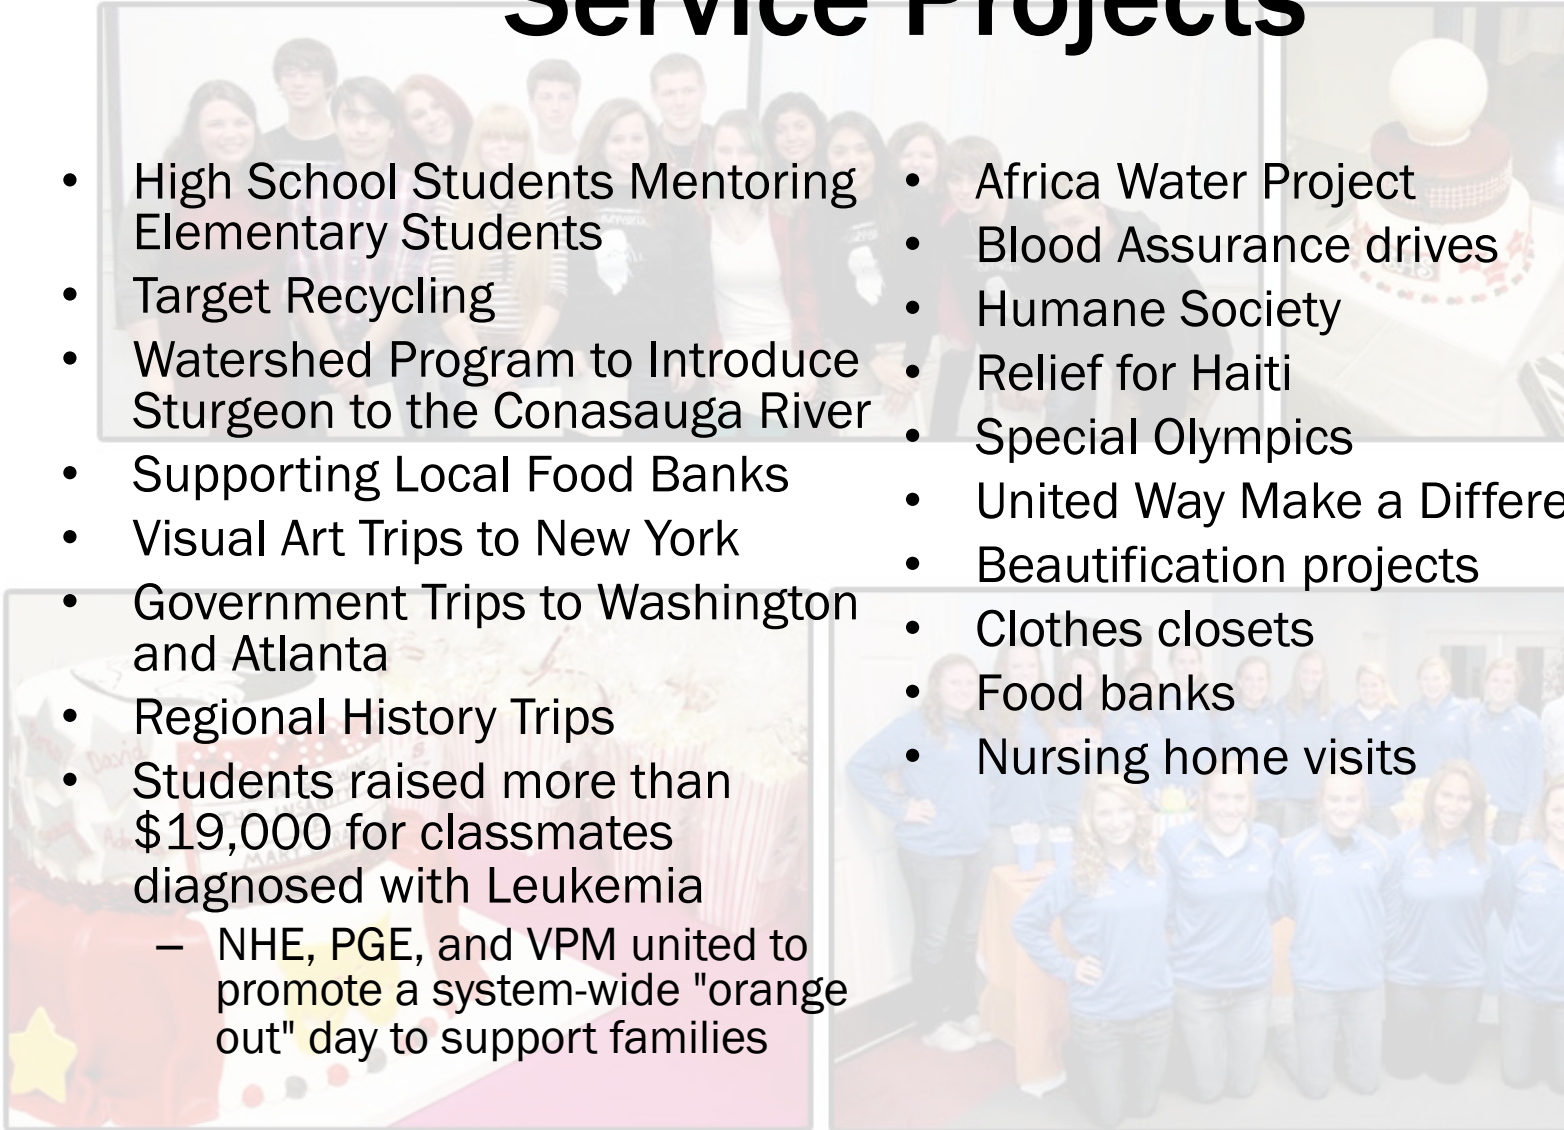 Service Projects
• High School Students Mentoring
Elementary Students
• Target Recycling
• Watershed Program to Introduce
Sturgeon to the Conasauga River
• Supporting Local Food Banks
• Visual Art Trips to New York
• Government Trips to Washington
and Atlanta
• Regional History Trips
• Students raised more than
$19,000 for classmates
diagnosed with Leukemia
– NHE, PGE, and VPM united to
promote a system-wide "orange
out" day to support families
• Africa Water Project
• Blood Assurance drives
• Humane Society
• Relief for Haiti
• Special Olympics
• United Way Make a Differe
• Beautification projects
• Clothes closets
• Food banks
• Nursing home visits
David